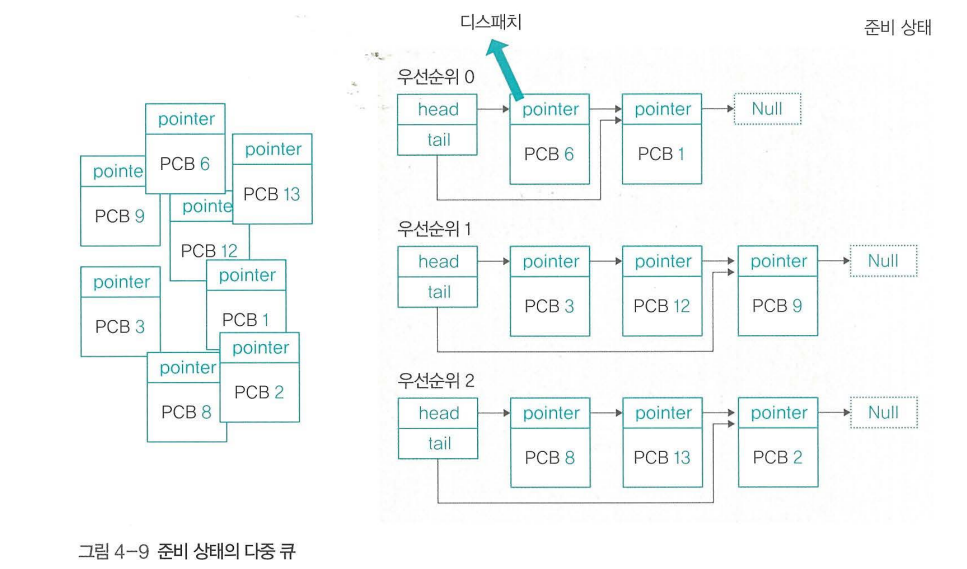 디스패치
준비 상태
pointer
PCB 6
pointer
PCB 13
pointe
PCB 9
pointe
PCB 12
pointer
PCB 3
pointer
PCB 1
pointer
PCB 2
pointer
PCB 8
우선순위 0
head
tail
pointer
PCB 6
pointer
PCB 1
Null
우선순위 1
head
tail
pointer
PCB 3
pointer
PCB 12
pointer
PCB 9
Null
우선순위 2
head
tail
pointer
PCB 8
pointer
PCB 13
pointer
PCB 2
Null
그림 4-9 준비 상태의 다중 큐